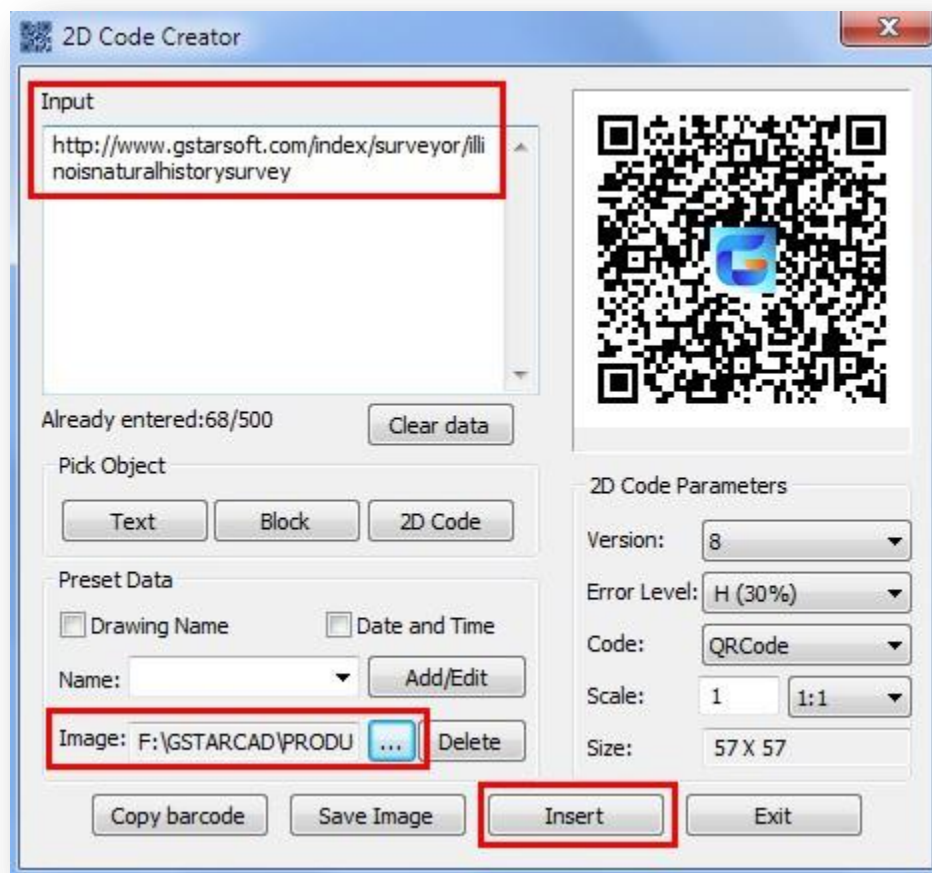 2D Code Creator
Input
http://www.gstarsoft.com/index/surveyor/illi
noisnaturalhistorysurvey
Already entered:68/500
Clear data
Pick Object
Text
Block
2D Code
Preset Data
Drawing Name
Date and Time
Name:
Add/Edit
Image:
F:\GSTARCAD\PRODU
...
Delete
2D Code Parameters
Version:
8
Error Level:
H (30%)
Code:
QRCode
Scale:
1
1:1
Size:
57 X 57
Copy barcode
Save Image
Insert
Exit